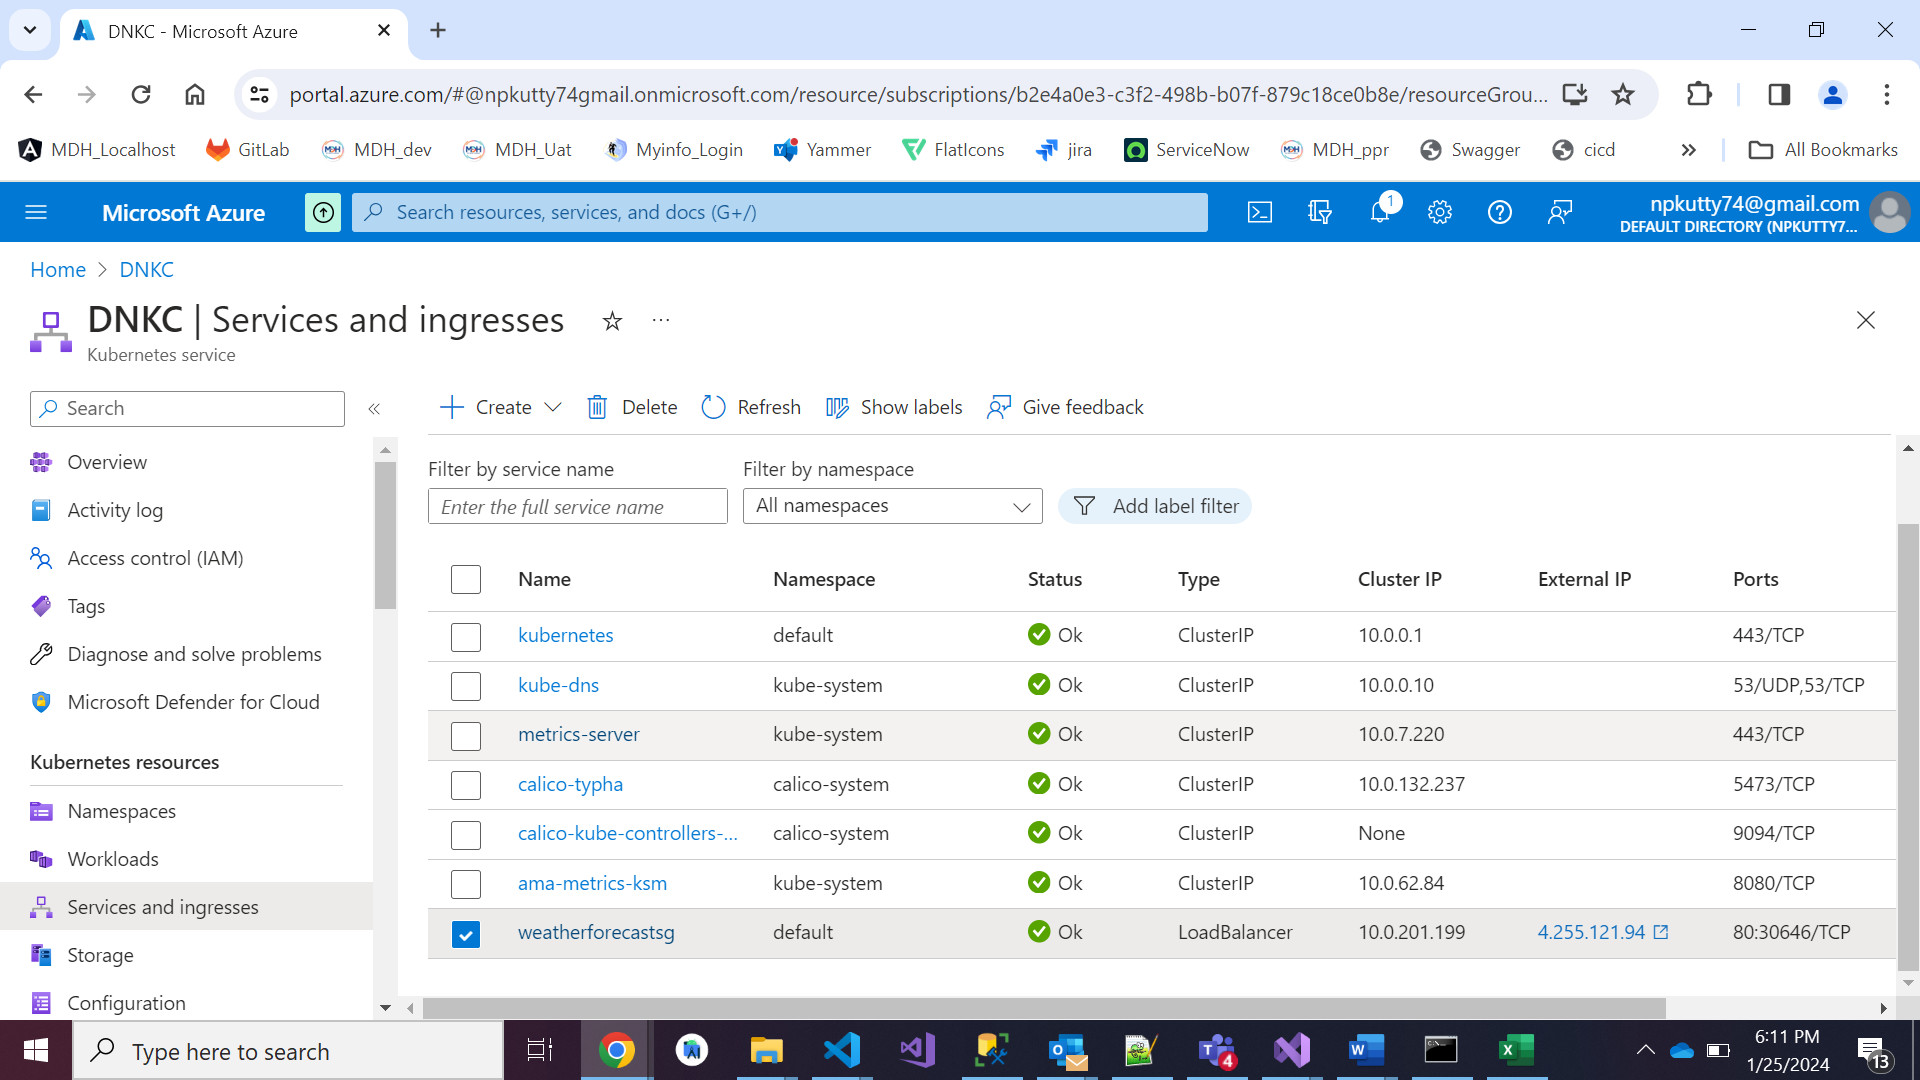 DNKC - Microsoft Azure
portal.azure.com/#@npkutty74gmail.onmicrosoft.com/resource/subscriptions/b2e4a0e3-c3f2-498b-b07f-879c18ce0b8e/resourceGrou...
MDH_Localhost GitLab MDH_dev MDH_Uat Myinfo_Login Yammer FlatIcons jira ServiceNow MDH_ppr Swagger cicd » All Bookmarks
Microsoft Azure Search resources, services, and docs (G+/) 1 npkutty74@gmail.com
DEFAULT DIRECTORY (NPKUTTY7...
Home > DNKC
DNKC | Services and ingresses ...
Kubernetes service
Search «
Create Delete Refresh Show labels Give feedback
Overview
Activity log
Access control (IAM)
Tags
Diagnose and solve problems
Microsoft Defender for Cloud
Kubernetes resources
Namespaces
Workloads
Services and ingresses
Storage
Configuration
Filter by service name Filter by namespace
Enter the full service name All namespaces Add label filter
Name Namespace Status Type Cluster IP External IP Ports
kubernetes default Ok ClusterIP 10.0.0.1 443/TCP
kube-dns kube-system Ok ClusterIP 10.0.0.10 53/UDP,53/TCP
metrics-server kube-system Ok ClusterIP 10.0.7.220 443/TCP
calico-typha calico-system Ok ClusterIP 10.0.132.237 5473/TCP
calico-kube-controllers-... calico-system Ok ClusterIP None 9094/TCP
ama-metrics-ksm kube-system Ok ClusterIP 10.0.62.84 8080/TCP
weatherforecastsg default Ok LoadBalancer 10.0.201.199 4.255.121.94 80:30646/TCP
Type here to search 4 6:11 PM
1/25/2024 13